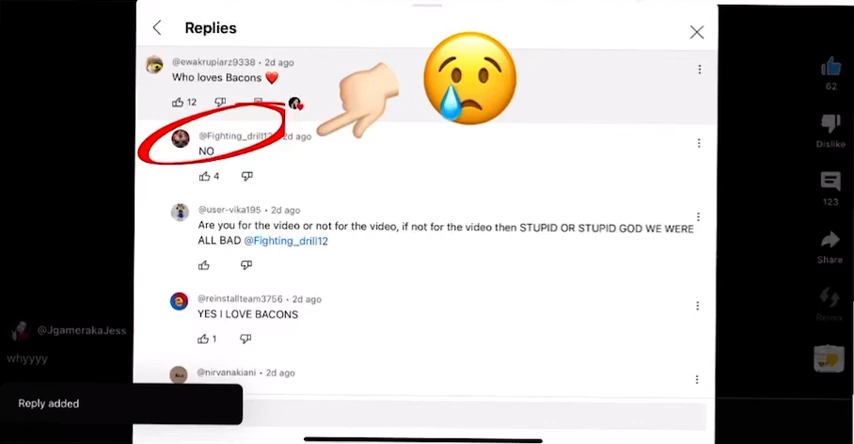 Replies
@ewakrupiarz9338 • 2d ago
Who loves Bacons ❤️
12
@Fighting_drill12 2d ago
NO
4
@user-vika195 • 2d ago
Are you for the video or not for the video, if not for the video then STUPID OR STUPID GOD WE WERE
ALL BAD @Fighting_drill12
@reinstallteam3756 • 2d ago
YES I LOVE BACONS
1
@nirvanakiani • 2d ago
62
Dislike
123
Share
Remix
@JgamerakaJess
whyyyy
Reply added